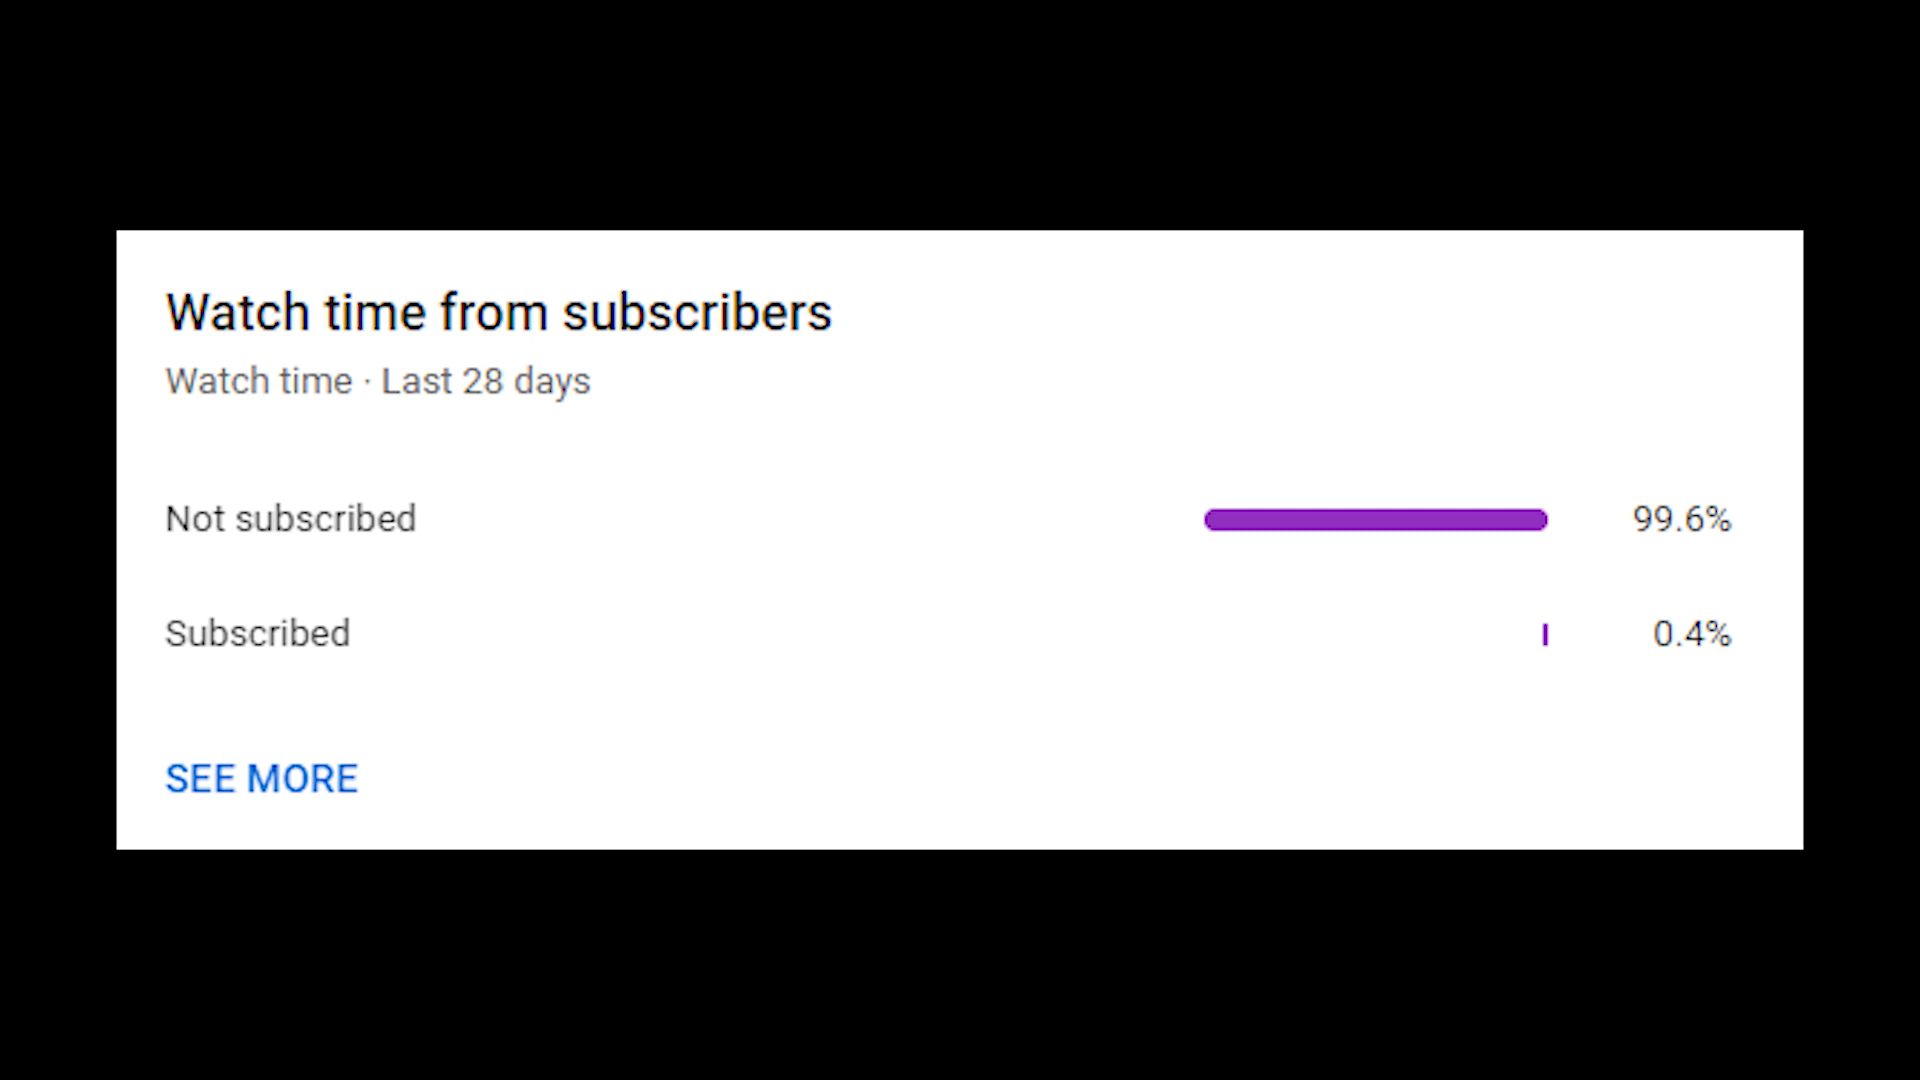 Watch time from subscribers
Watch time · Last 28 days
Not subscribed 99.6%
Subscribed 0.4%
SEE MORE